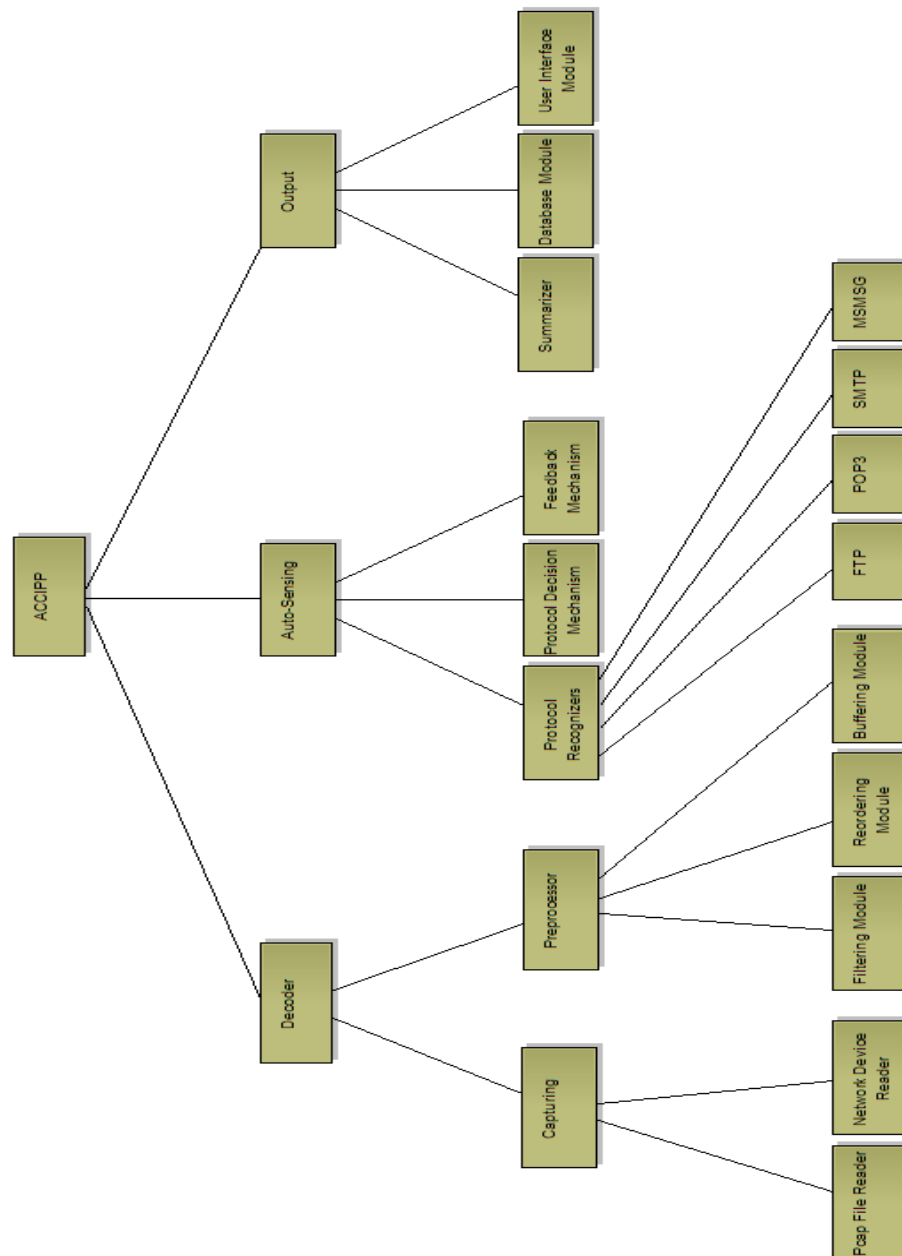 ACCIPP
Decoder
Auto-Sensing
Output
Capturing
Preprocessor
Protocol
Recognizers
Protocol Decision
Mechanism
Feedback
Mechanism
Summarizer
Database Module
User Interface
Module
Pcap File Reader
Network Device
Reader
Filtering Module
Reordering
Module
Buffering Module
FTP
POP3
SMTP
MSMSG